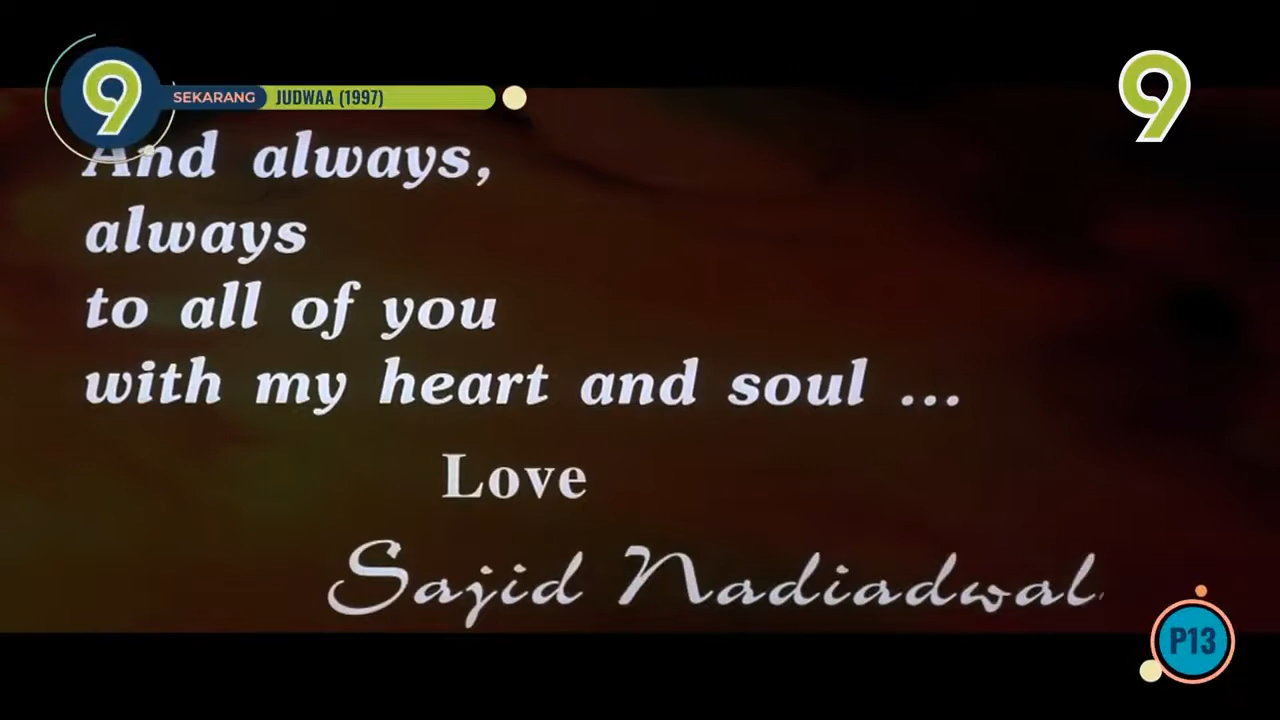 9
SEKARANG JUDWAA (1997)
9
And always,
always
to all of you
with my heart and soul ...
Love
Sajid Nadiadwal
P13